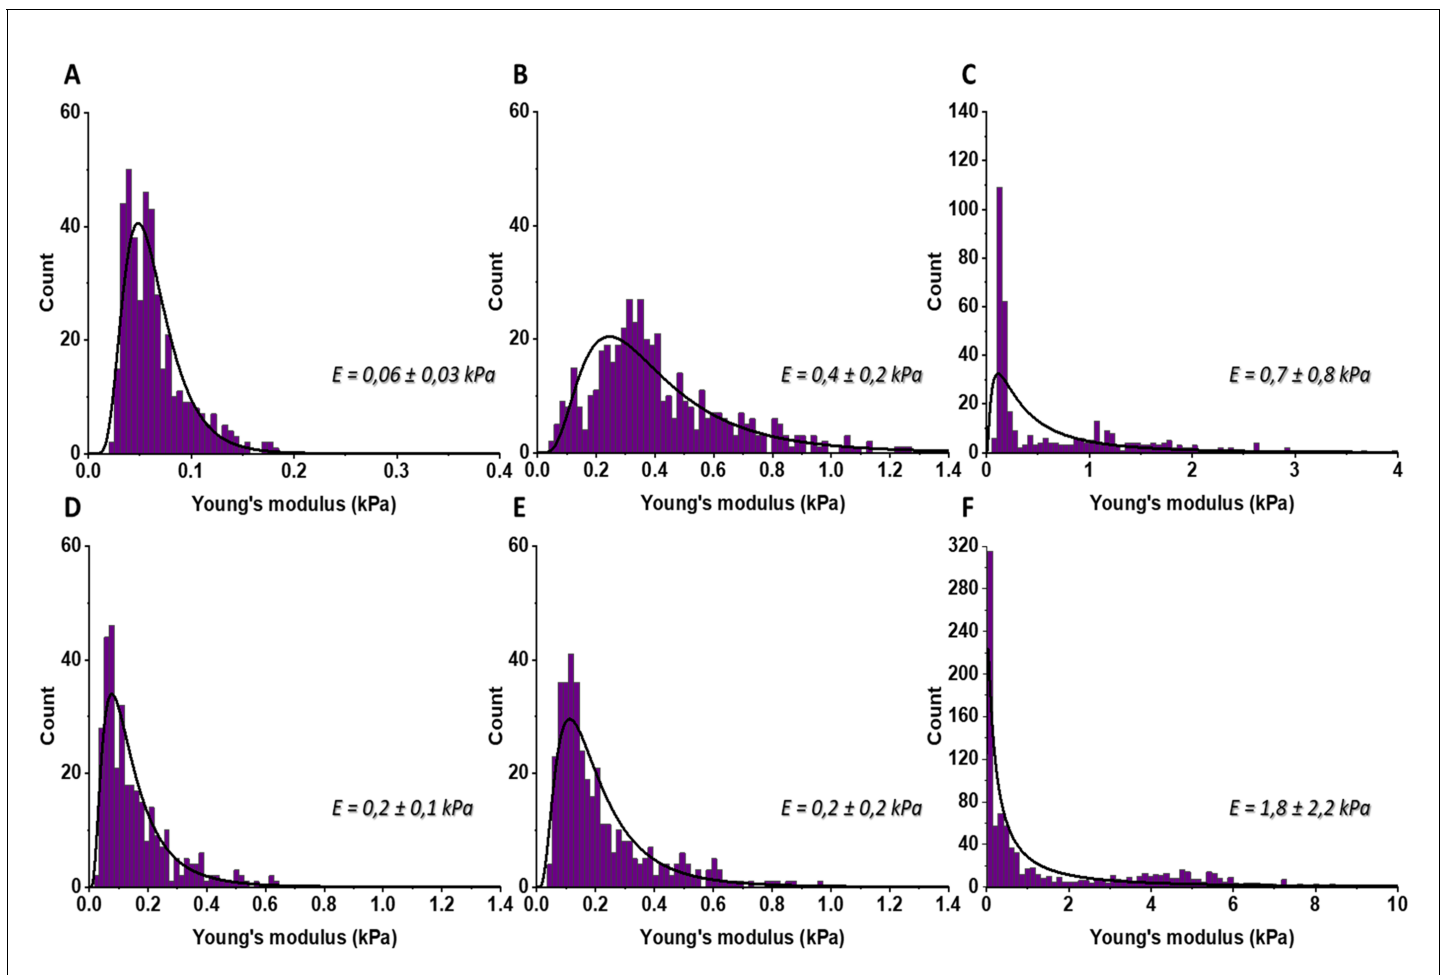 A
60
40
20
0
Count
0.0 0.1 0.2 0.3 0.4
Young's modulus (kPa)
E = 0,06 ± 0,03 kPa
B
60
40
20
0
Count
0.0 0.2 0.4 0.6 0.8 1.0 1.2 1.4
Young's modulus (kPa)
E = 0,4 ± 0,2 kPa
C
140
120
100
80
60
40
20
0
Count
0 1 2 3 4
Young's modulus (kPa)
E = 0,7 ± 0,8 kPa
D
60
40
20
0
Count
0.0 0.2 0.4 0.6 0.8 1.0 1.2 1.4
Young's modulus (kPa)
E = 0,2 ± 0,1 kPa
E
60
40
20
0
Count
0.0 0.2 0.4 0.6 0.8 1.0 1.2 1.4
Young's modulus (kPa)
E = 0,2 ± 0,2 kPa
F
320
280
240
200
160
120
80
40
0
Count
0 2 4 6 8 10
Young's modulus (kPa)
E = 1,8 ± 2,2 kPa